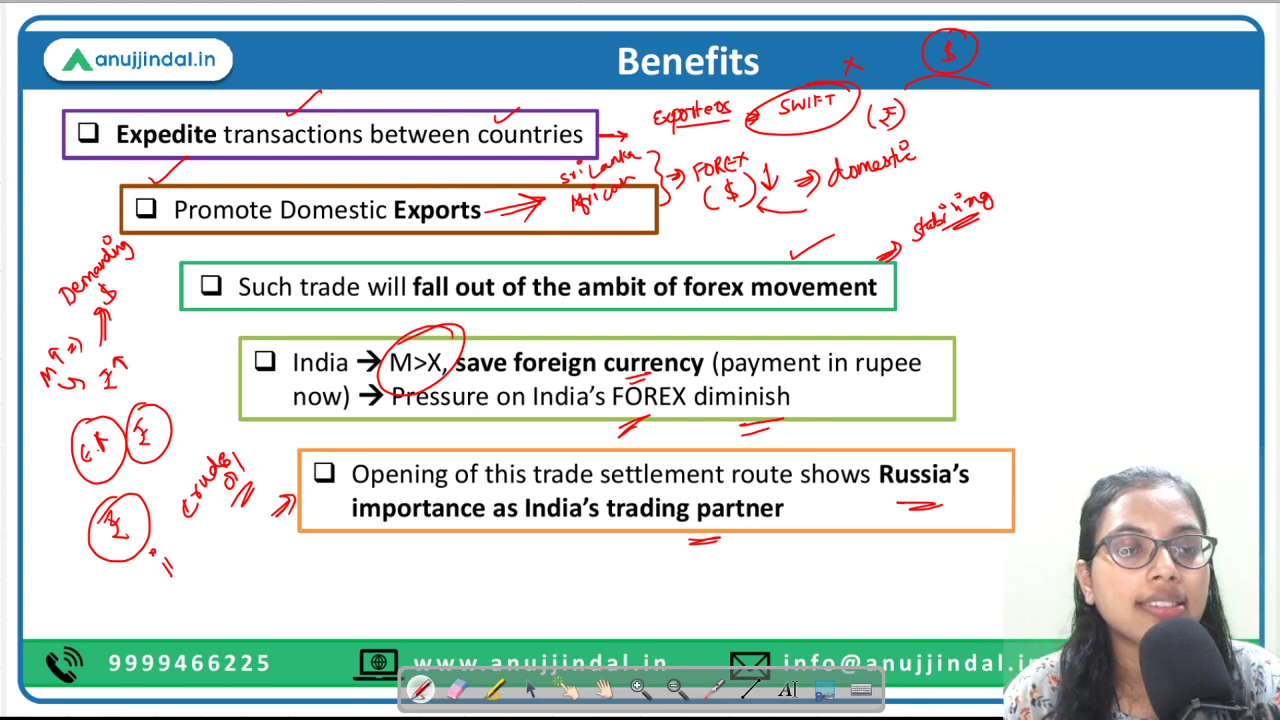 anujjindal.in
Benefits
$
Exporters ⇒ SWIFT (₹)
❑ Expedite transactions between countries
Sri Lanka
African
FOREX
($) ↓ ⇒ domestic
❑ Promote Domestic Exports
Stabilising
Demanding
$
❑ Such trade will fall out of the ambit of forex movement
M↑ ⇒
₹↑
❑ India ➔ M>X, save foreign currency (payment in rupee
now) ➔ Pressure on India's FOREX diminish
₹
crude oil
❑ Opening of this trade settlement route shows Russia's
importance as India's trading partner
₹
9999466225
www.anujjindal.in
info@anujjindal.in
AI